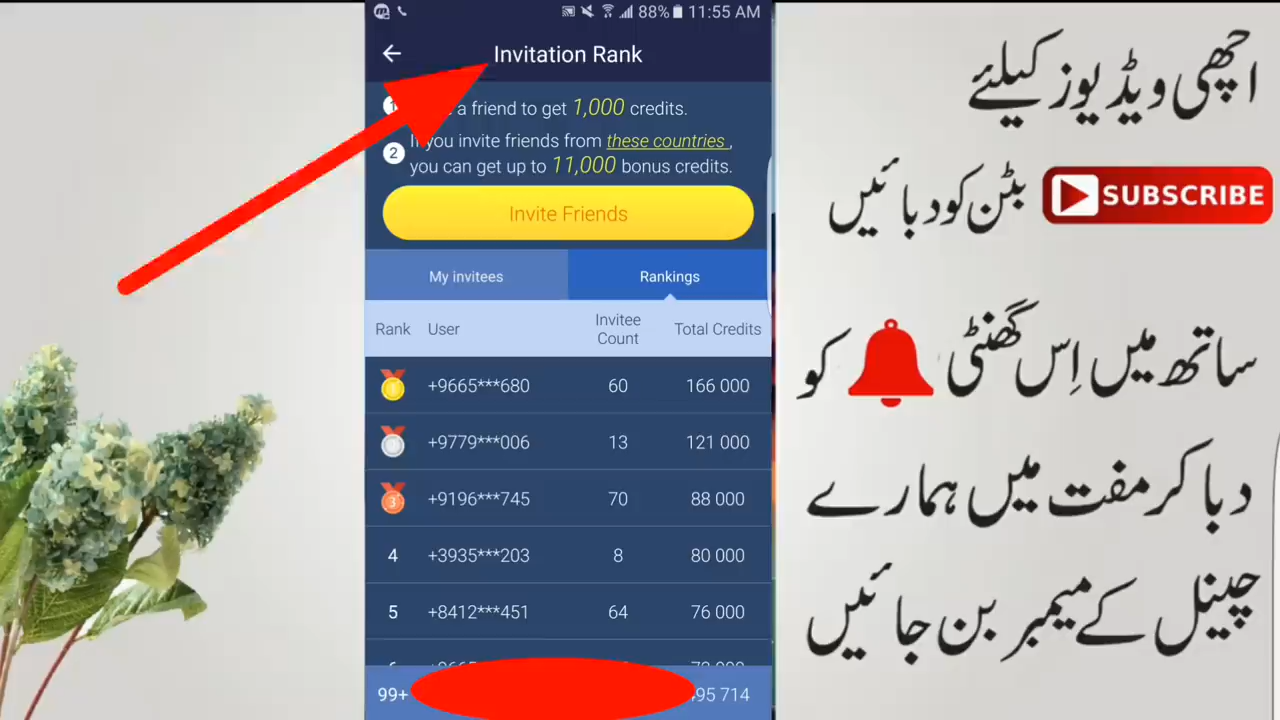 88% 11:55 AM
Invitation Rank
a friend to get 1,000 credits.
2 If you invite friends from these countries ,
you can get up to 11,000 bonus credits.
Invite Friends
My invitees Rankings
Rank User Invitee Count Total Credits
1 +9665***680 60 166 000
+9779***006 13 121 000
3 +9196***745 70 88 000
4 +3935***203 8 80 000
5 +8412***451 64 76 000
99+ 95 714
اچھی ویڈیوز کیلئے
SUBSCRIBE بٹن کو دبائیں
ساتھ میں اِس گھنٹی کو
دبا کر مفت میں ہمارے
چینل کے میمبر بن جائیں